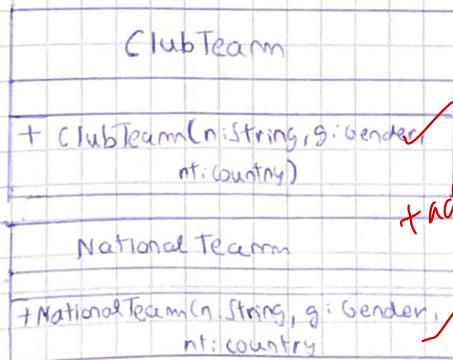 ClubTeam
+ ClubTeam(n:String, g:Gender,
nt:country)
+ad
National Team
+NationalTeam(n:String, g:Gender,
nt:country